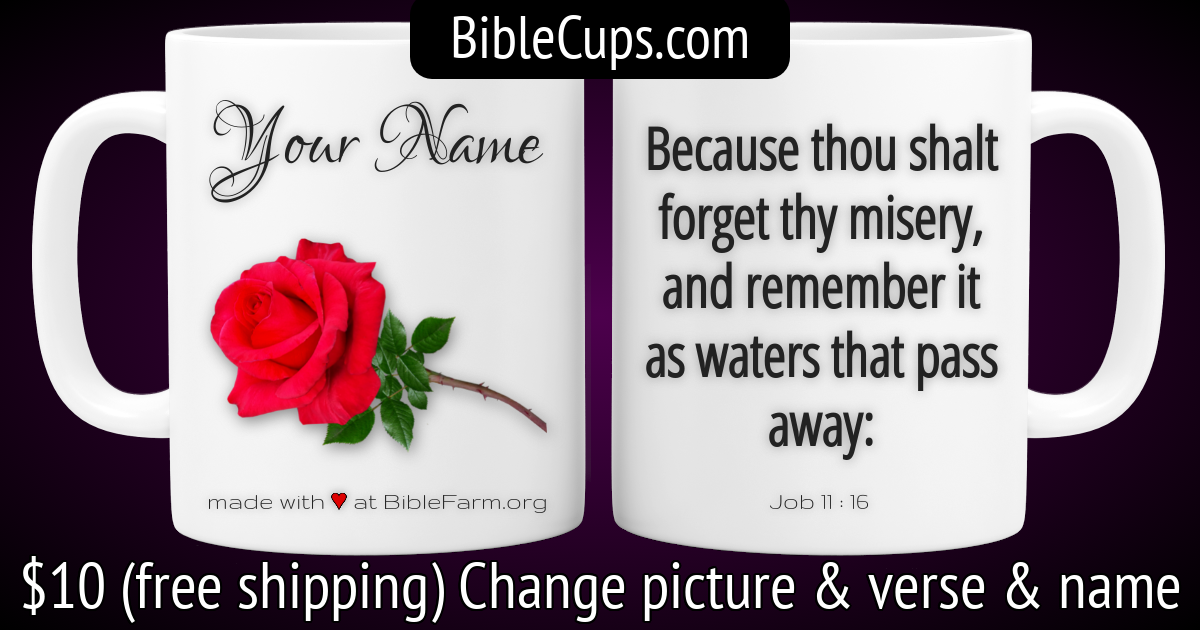 BibleCups.com
Your Name
made with ♥ at BibleFarm.org
Because thou shalt
forget thy misery,
and remember it
as waters that pass
away:
Job 11 : 16
$10 (free shipping) Change picture & verse & name